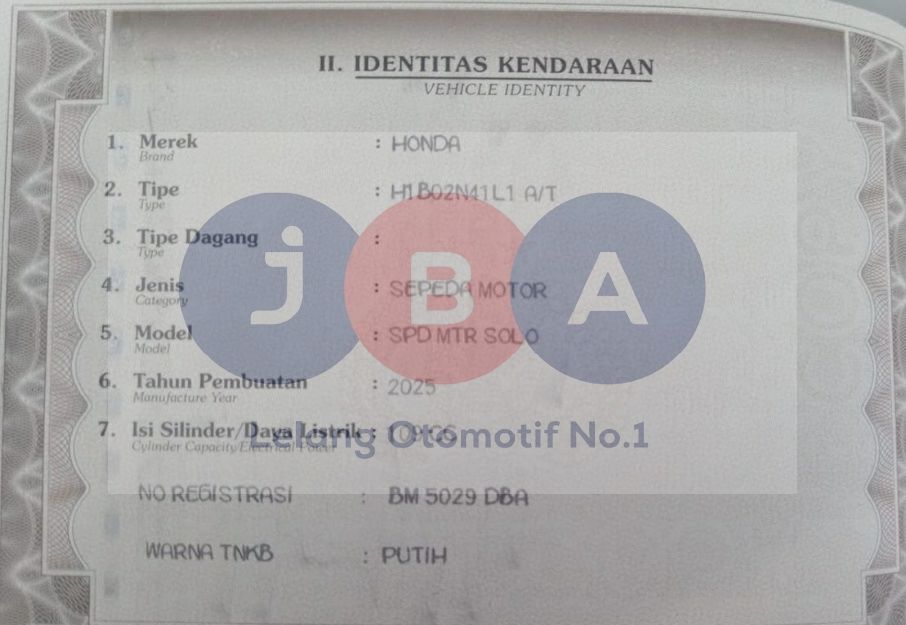 II. IDENTITAS KENDARAAN
VEHICLE IDENTITY
1. Merek : HONDA
Brand
2. Tipe : H1B02N41L1 A/T
Type
3. Tipe Dagang :
Type
4. Jenis : SEPEDA MOTOR
Category
5. Model : SPD MTR SOLO
Model
6. Tahun Pembuatan : 2025
Manufacture Year
7. Isi Silinder/Daya Listrik :
Cylinder Capacity/Electrical Power
NO REGISTRASI : BM 5029 DBA
WARNA TNKB : PUTIH
JBA
Lelang Otomotif No.1